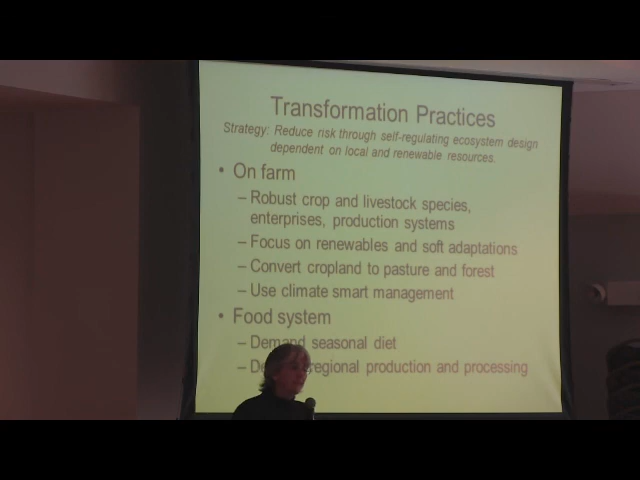 Transformation Practices
Strategy: Reduce risk through self-regulating ecosystem design
dependent on local and renewable resources.
• On farm
– Robust crop and livestock species,
enterprises, production systems
– Focus on renewables and soft adaptations
– Convert cropland to pasture and forest
– Use climate smart management
• Food system
– Demand seasonal diet
– regional production and processing